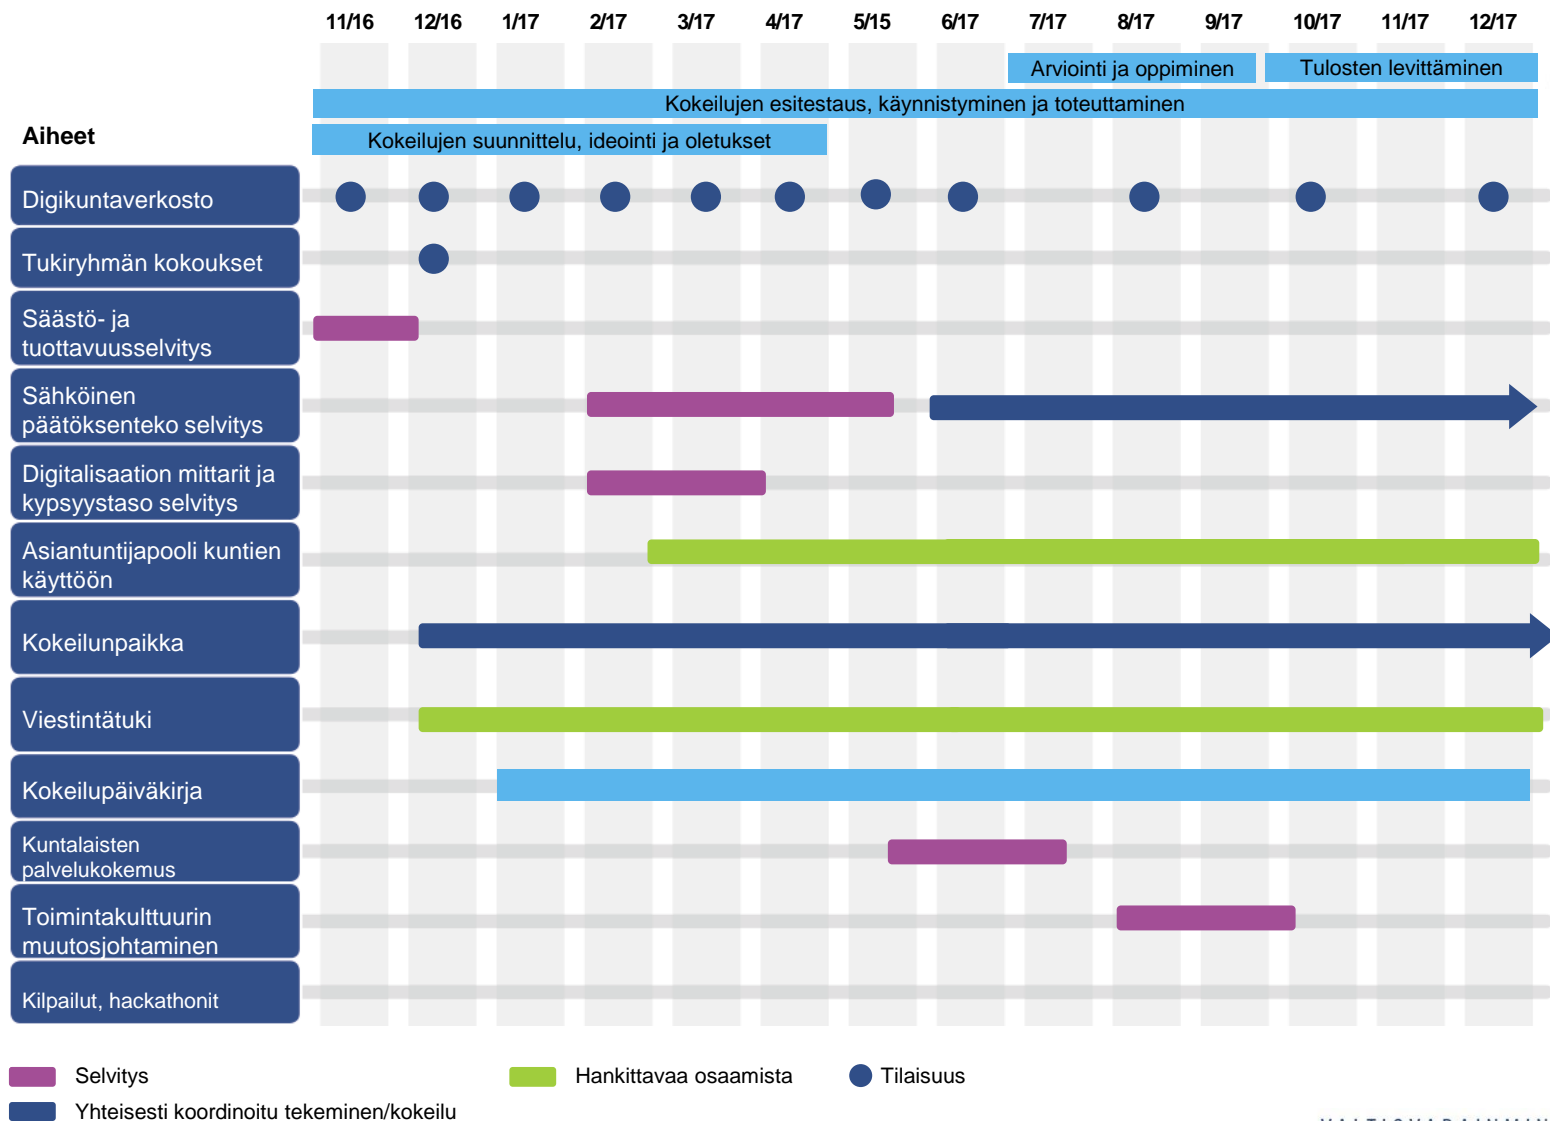 11/16 12/16 1/17 2/17 3/17 4/17 5/15 6/17 7/17 8/17 9/17 10/17 11/17 12/17
Arviointi ja oppiminen Tulosten levittäminen
Kokeilujen esitestaus, käynnistyminen ja toteuttaminen
Aiheet
Kokeilujen suunnittelu, ideointi ja oletukset
Digikuntaverkosto
Tukiryhmän kokoukset
Säästö- ja
tuottavuusselvitys
Sähköinen
päätöksenteko selvitys
Digitalisaation mittarit ja
kypsyystaso selvitys
Asiantuntijapooli kuntien
käyttöön
Kokeilunpaikka
Viestintätuki
Kokeilupäiväkirja
Kuntalaisten
palvelukokemus
Toimintakulttuurin
muutosjohtaminen
Kilpailut, hackathonit
Selvitys Hankittavaa osaamista Tilaisuus
Yhteisesti koordinoitu tekeminen/kokeilu